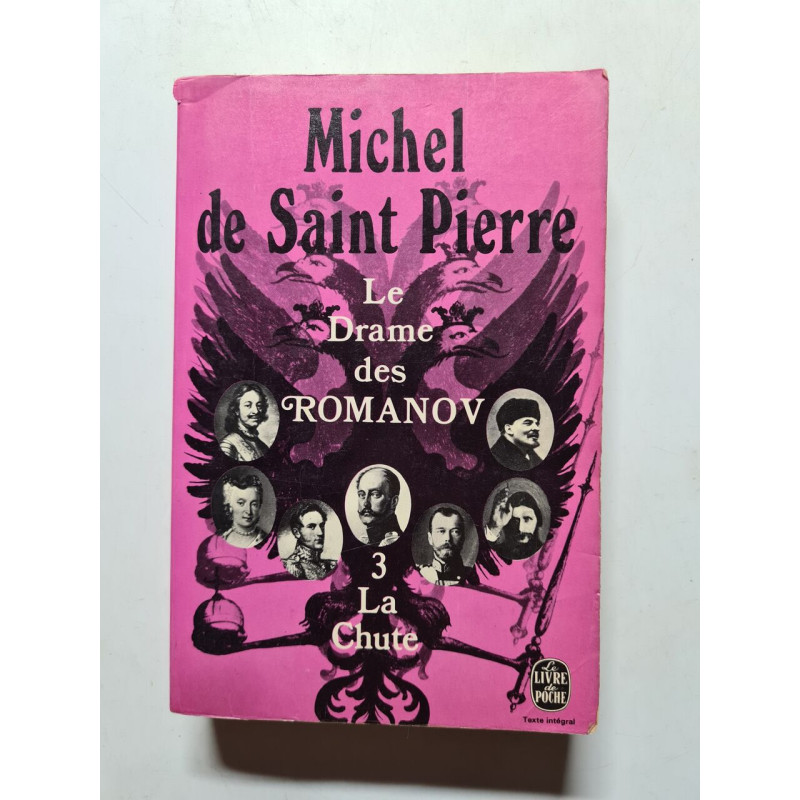 Michel
de Saint Pierre
Le
Drame
des
ROMANOV
3
La
Chute
Le
LIVRE
de
POCHE
Texte intégral